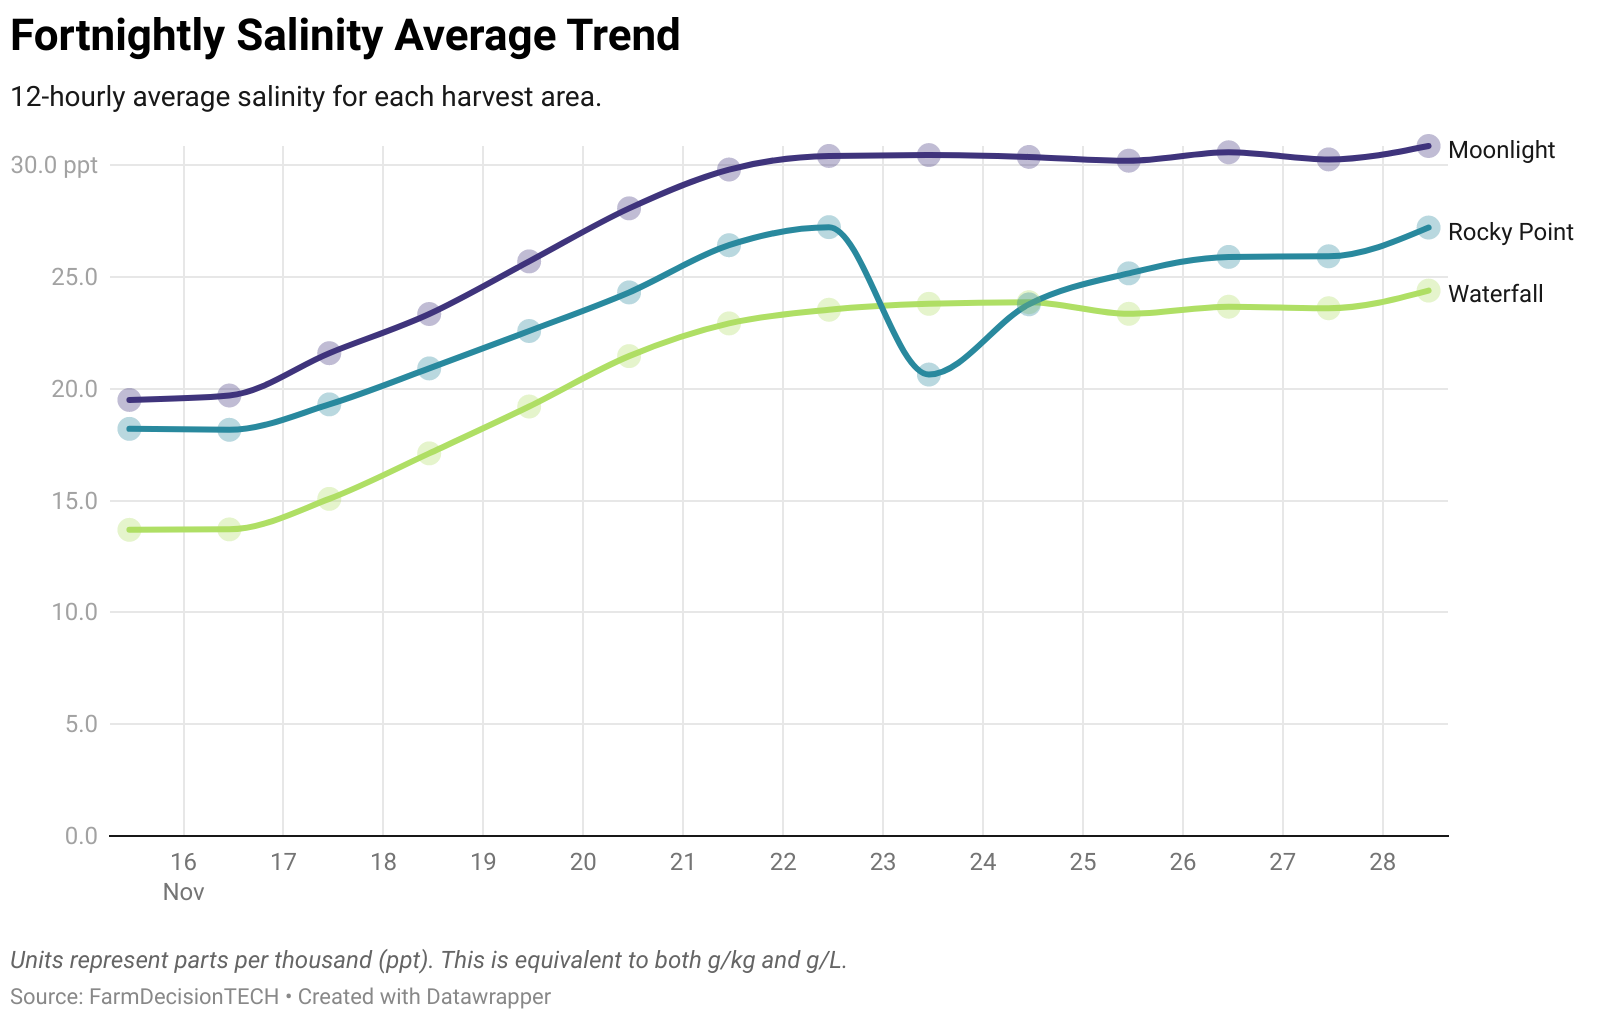 Fortnightly Salinity Average Trend
12-hourly average salinity for each harvest area.
30.0 ppt
25.0
20.0
15.0
10.0
5.0
0.0
Moonlight
Rocky Point
Waterfall
16 17 18 19 20 21 22 23 24 25 26 27 28
Nov
Units represent parts per thousand (ppt). This is equivalent to both g/kg and g/L.
Source: FarmDecisionTECH • Created with Datawrapper